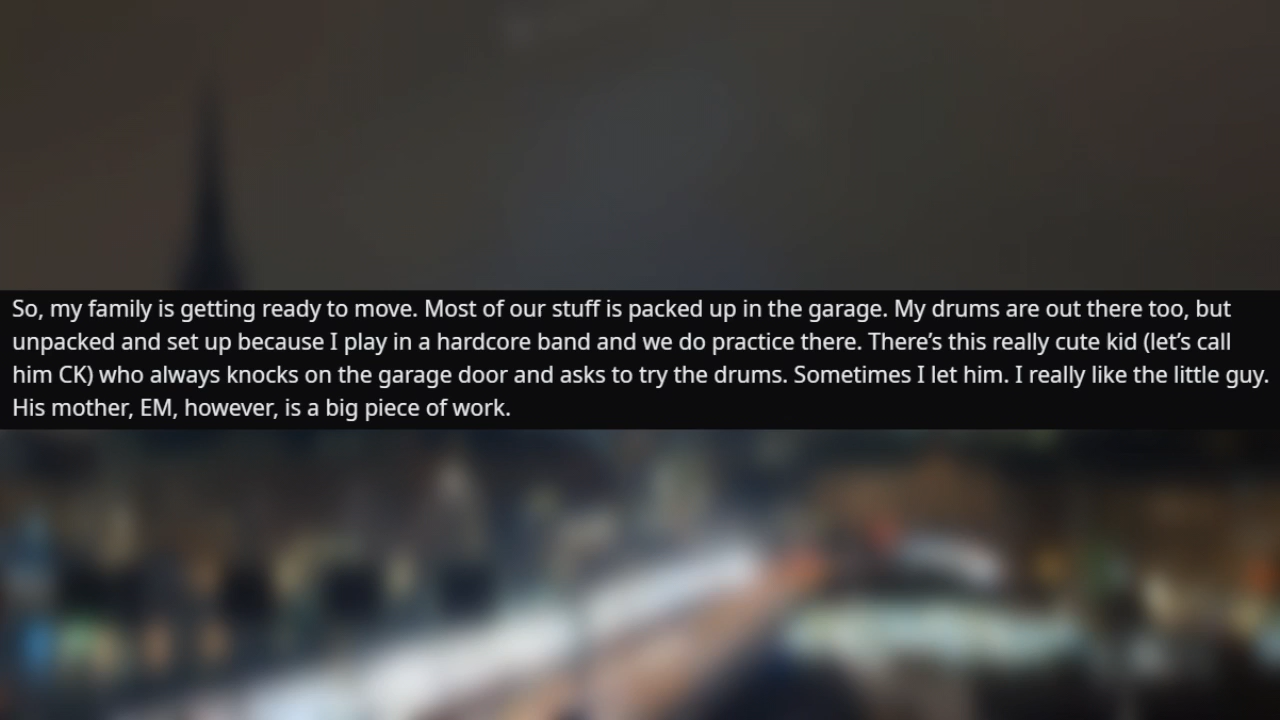 So, my family is getting ready to move. Most of our stuff is packed up in the garage. My drums are out there too, but
unpacked and set up because I play in a hardcore band and we do practice there. There’s this really cute kid (let’s call
him CK) who always knocks on the garage door and asks to try the drums. Sometimes I let him. I really like the little guy.
His mother, EM, however, is a big piece of work.